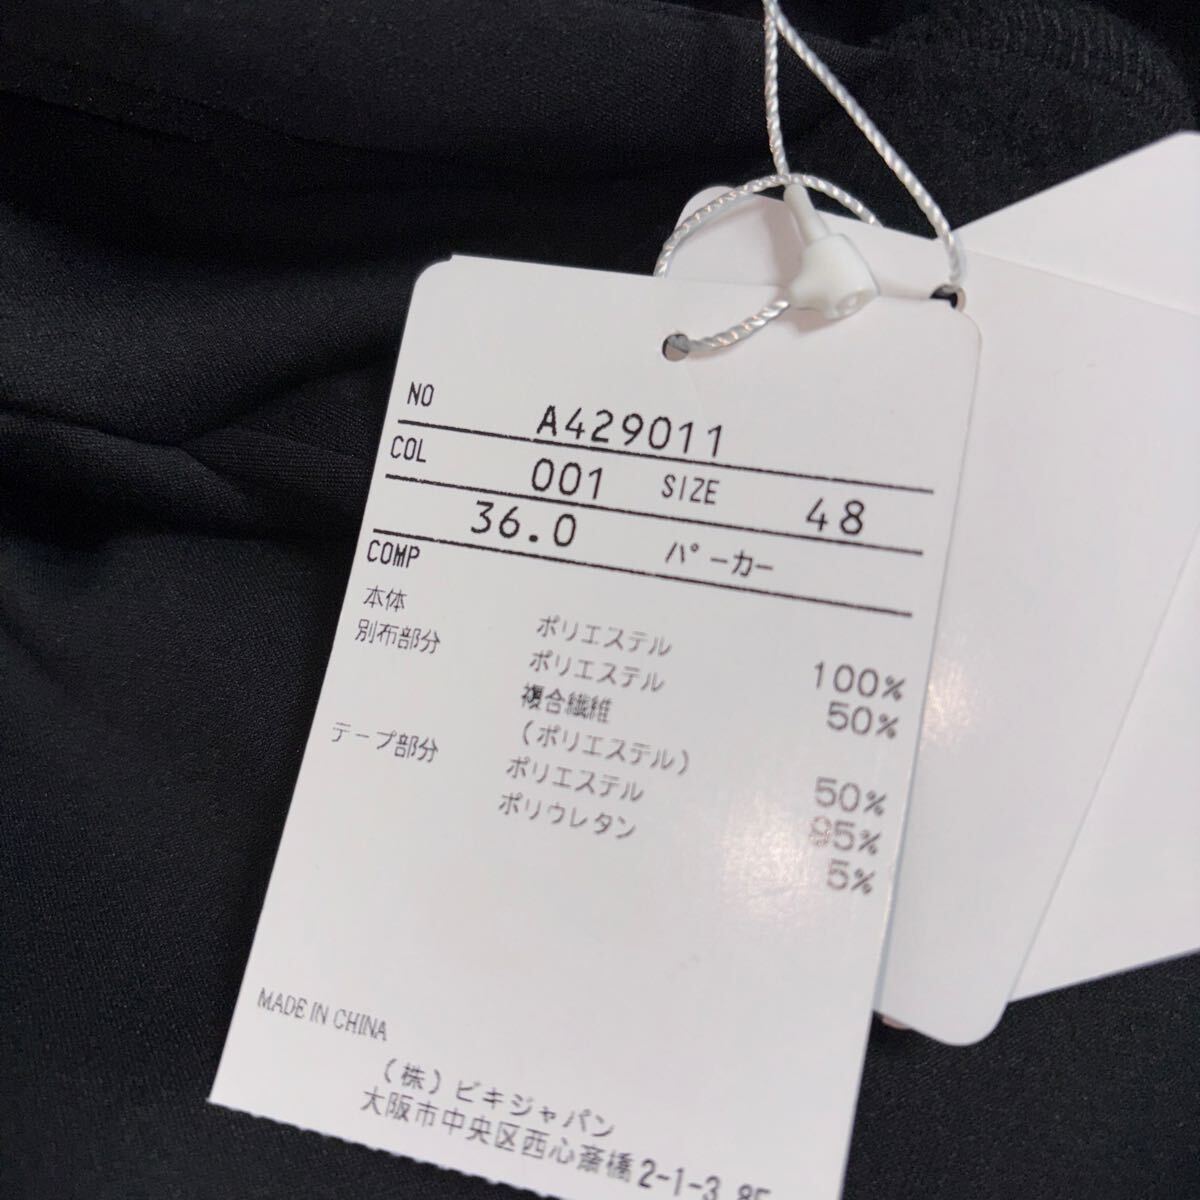 NO A429011
COL 001 SIZE 48
36.0 パーカー
COMP
本体 ポリエステル 100%
別布部分 ポリエステル 50%
複合繊維
(ポリエステル) 50%
テープ部分 ポリエステル 95%
ポリウレタン 5%
MADE IN CHINA
(株)ビキジャパン
大阪市中央区西心斎橋2-1-3